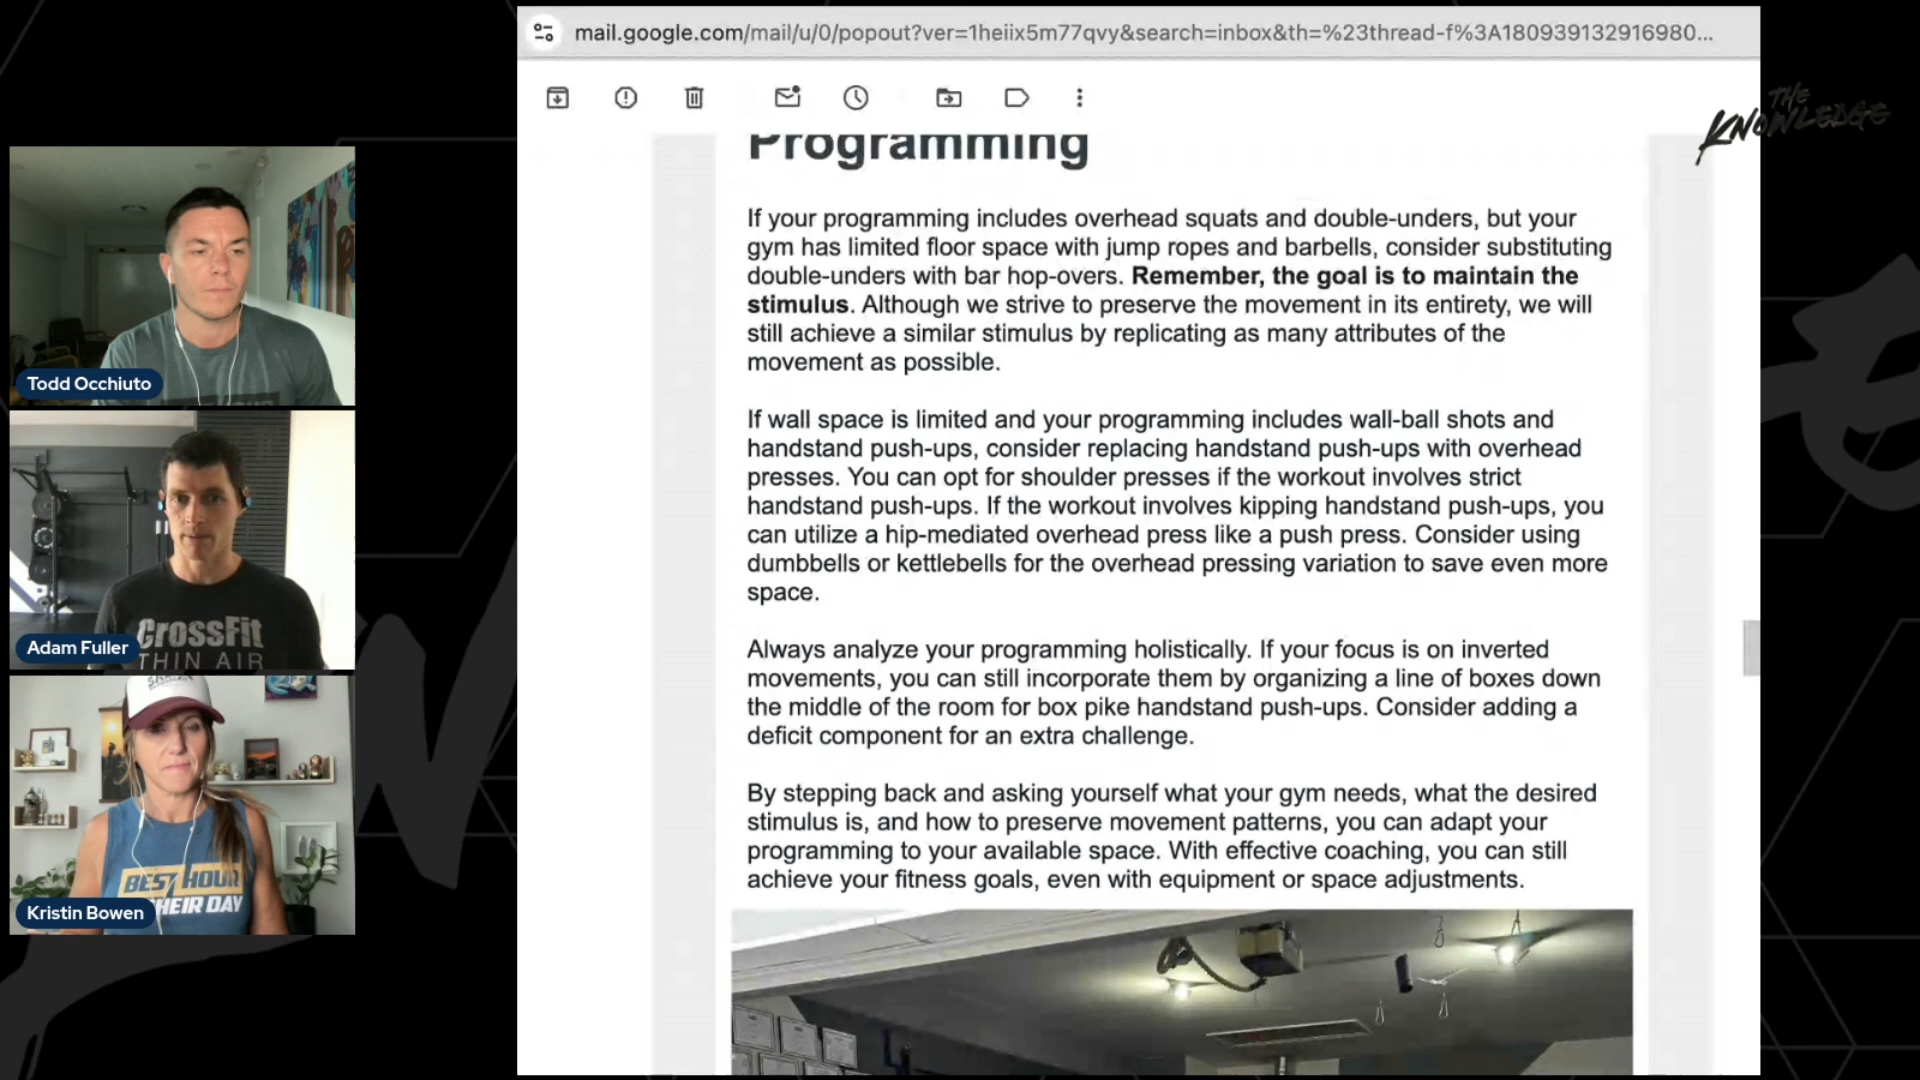 mail.google.com/mail/u/0/popout?ver=1heiix5m77qvy&search=inbox&th=%23thread-f%3A180939132916980...
THE
KNOWLEDGE
Programming
If your programming includes overhead squats and double-unders, but your
gym has limited floor space with jump ropes and barbells, consider substituting
double-unders with bar hop-overs. Remember, the goal is to maintain the
stimulus. Although we strive to preserve the movement in its entirety, we will
still achieve a similar stimulus by replicating as many attributes of the
movement as possible.
If wall space is limited and your programming includes wall-ball shots and
handstand push-ups, consider replacing handstand push-ups with overhead
presses. You can opt for shoulder presses if the workout involves strict
handstand push-ups. If the workout involves kipping handstand push-ups, you
can utilize a hip-mediated overhead press like a push press. Consider using
dumbbells or kettlebells for the overhead pressing variation to save even more
space.
Always analyze your programming holistically. If your focus is on inverted
movements, you can still incorporate them by organizing a line of boxes down
the middle of the room for box pike handstand push-ups. Consider adding a
deficit component for an extra challenge.
By stepping back and asking yourself what your gym needs, what the desired
stimulus is, and how to preserve movement patterns, you can adapt your
programming to your available space. With effective coaching, you can still
achieve your fitness goals, even with equipment or space adjustments.
Todd Occhiuto
CrossFit
THIN AIR
Adam Fuller
BEST HOUR
THEIR DAY
Kristin Bowen